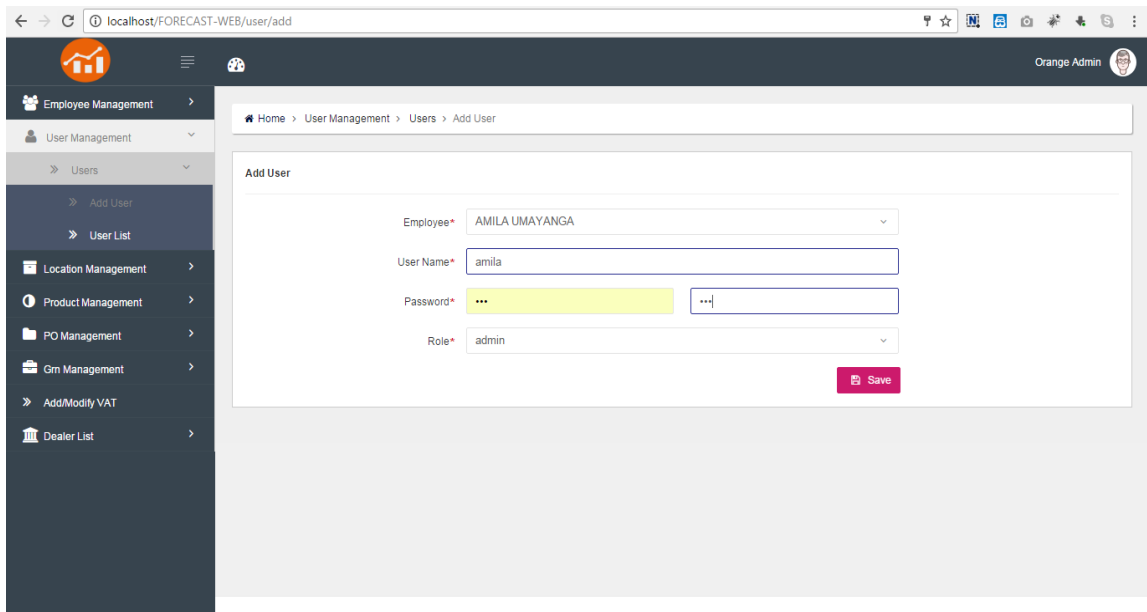 localhost/FORECAST-WEB/user/add
Orange Admin
Employee Management
User Management
Users
Add User
User List
Location Management
Product Management
PO Management
Grn Management
Add/Modify VAT
Dealer List
Home > User Management > Users > Add User
Add User
Employee* AMILA UMAYANGA
User Name* amila
Password* ••• •••
Role* admin
Save